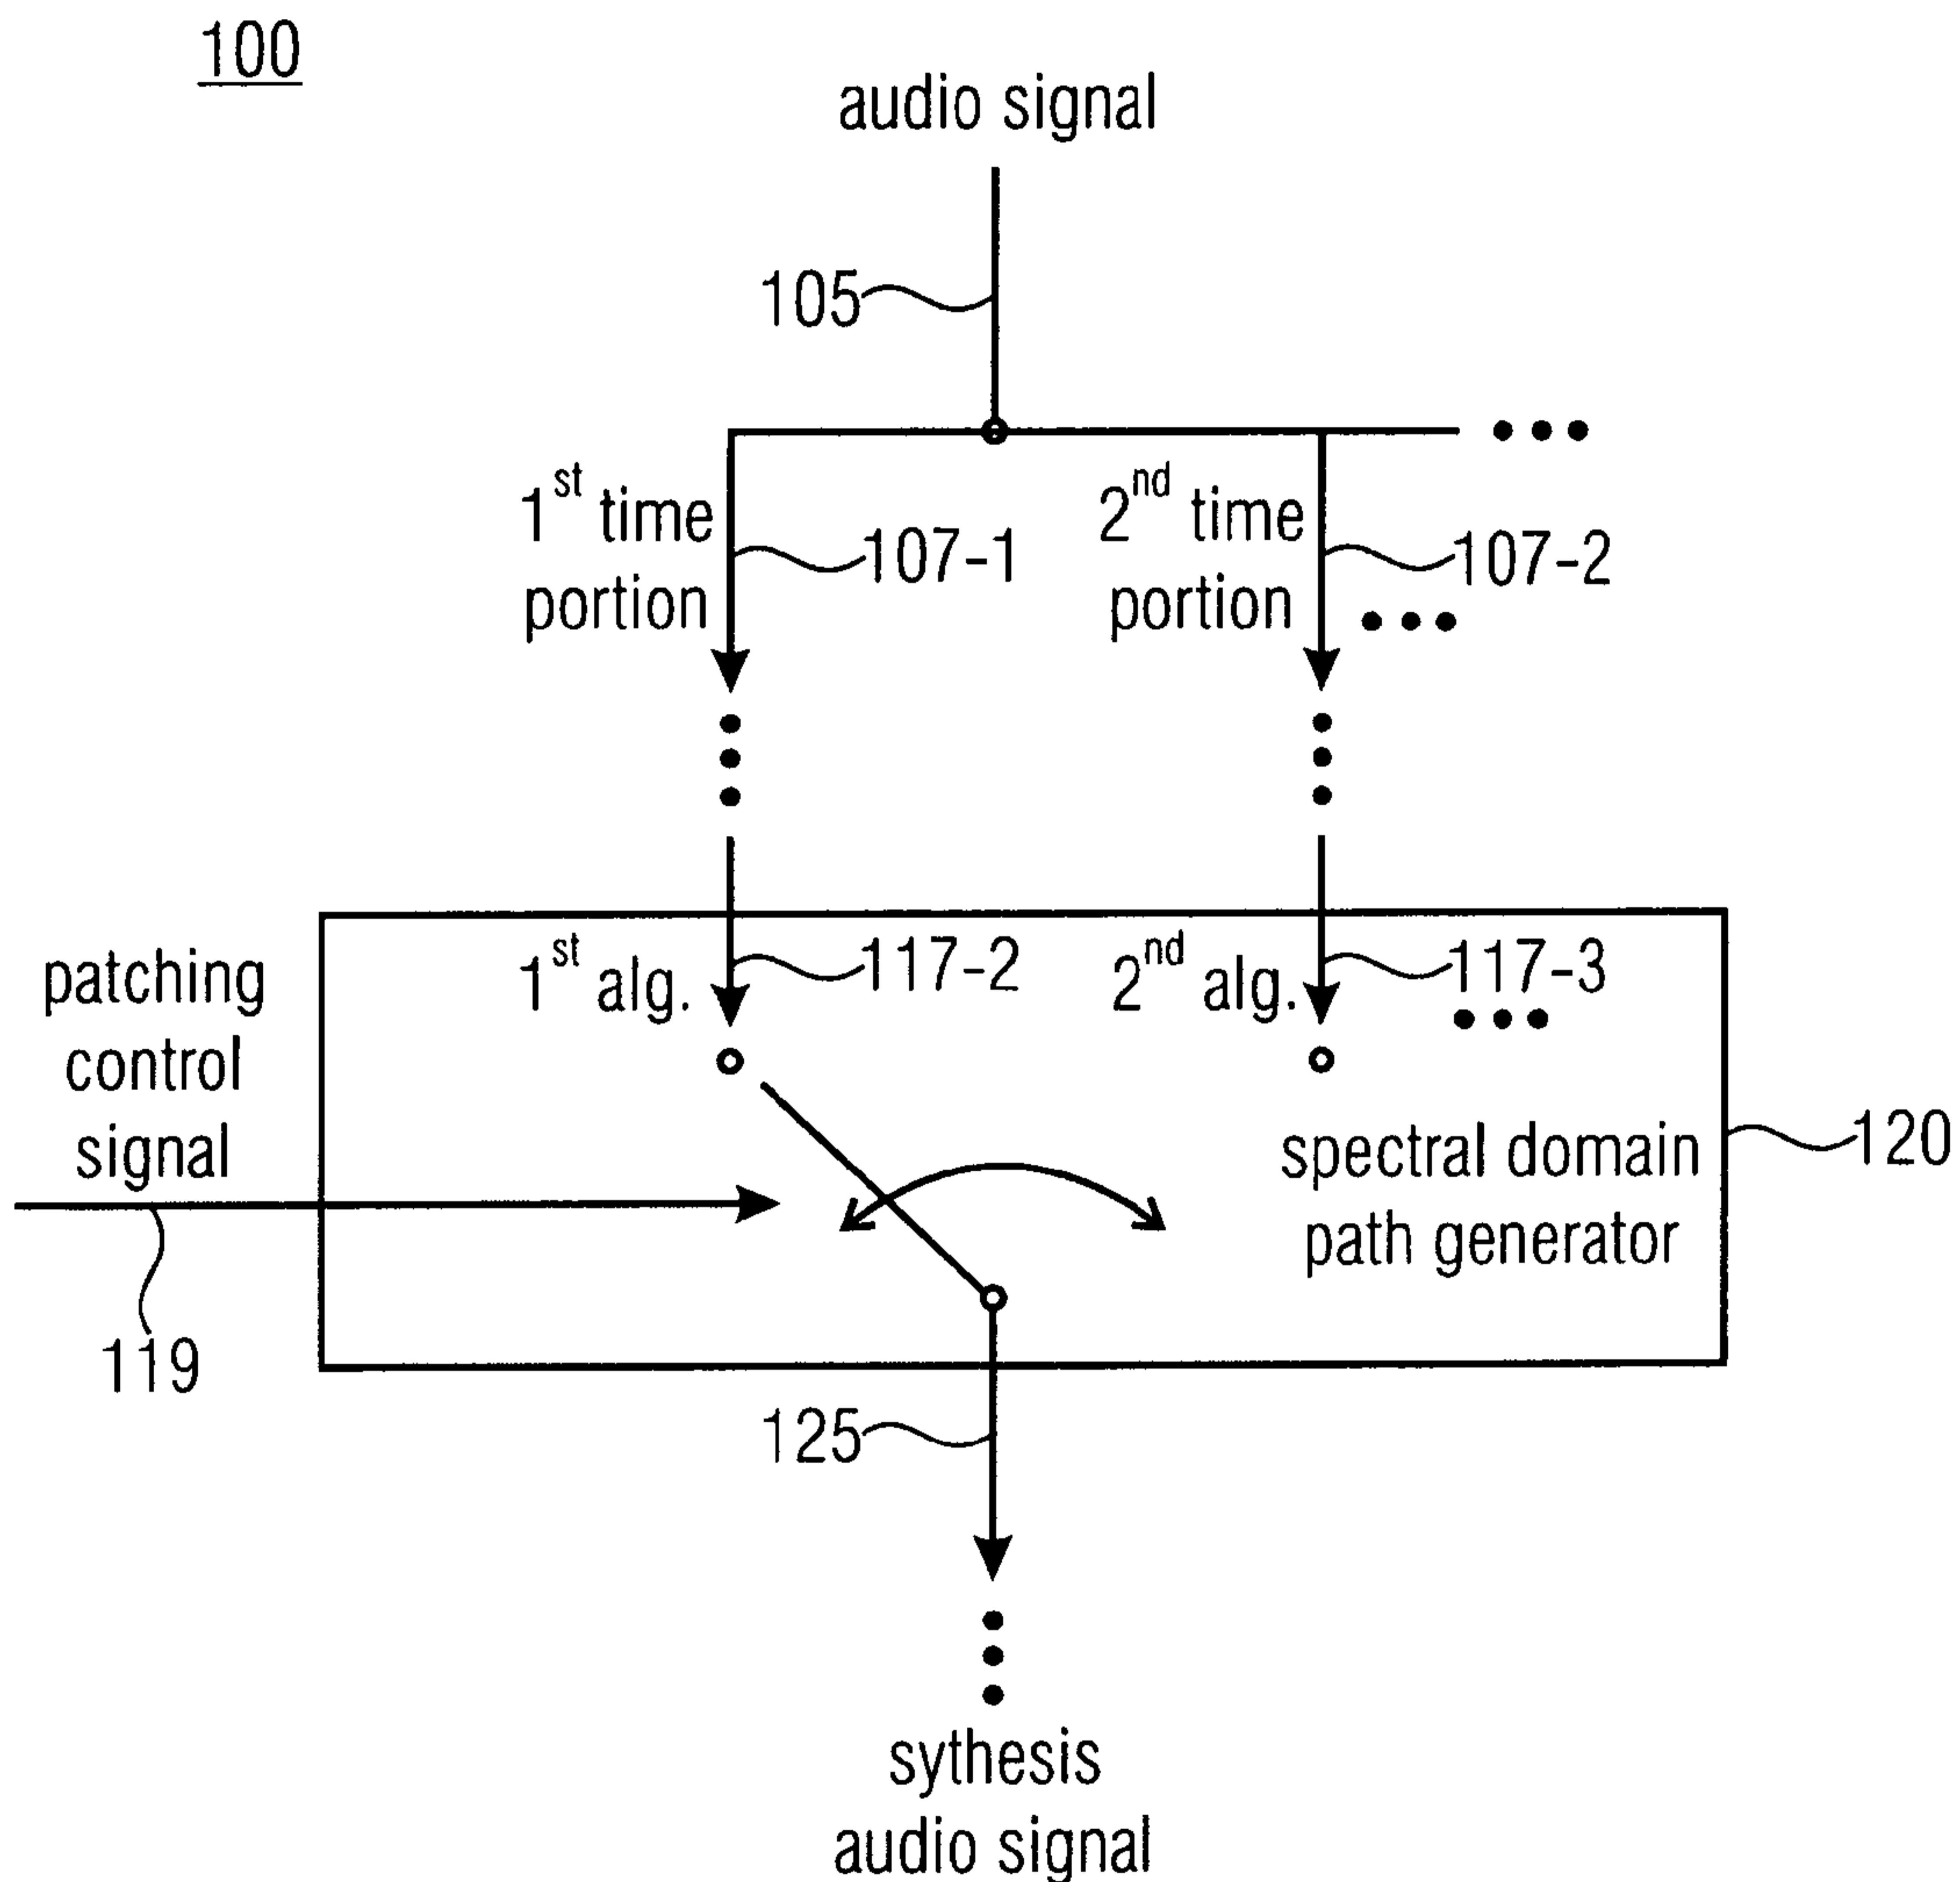 100
audio signal
105
1st time
portion
107-1
2nd time
portion
107-2
patching
control
signal
119
1st alg.
117-2
2nd alg.
117-3
spectral domain
path generator
120
125
sythesis
audio signal